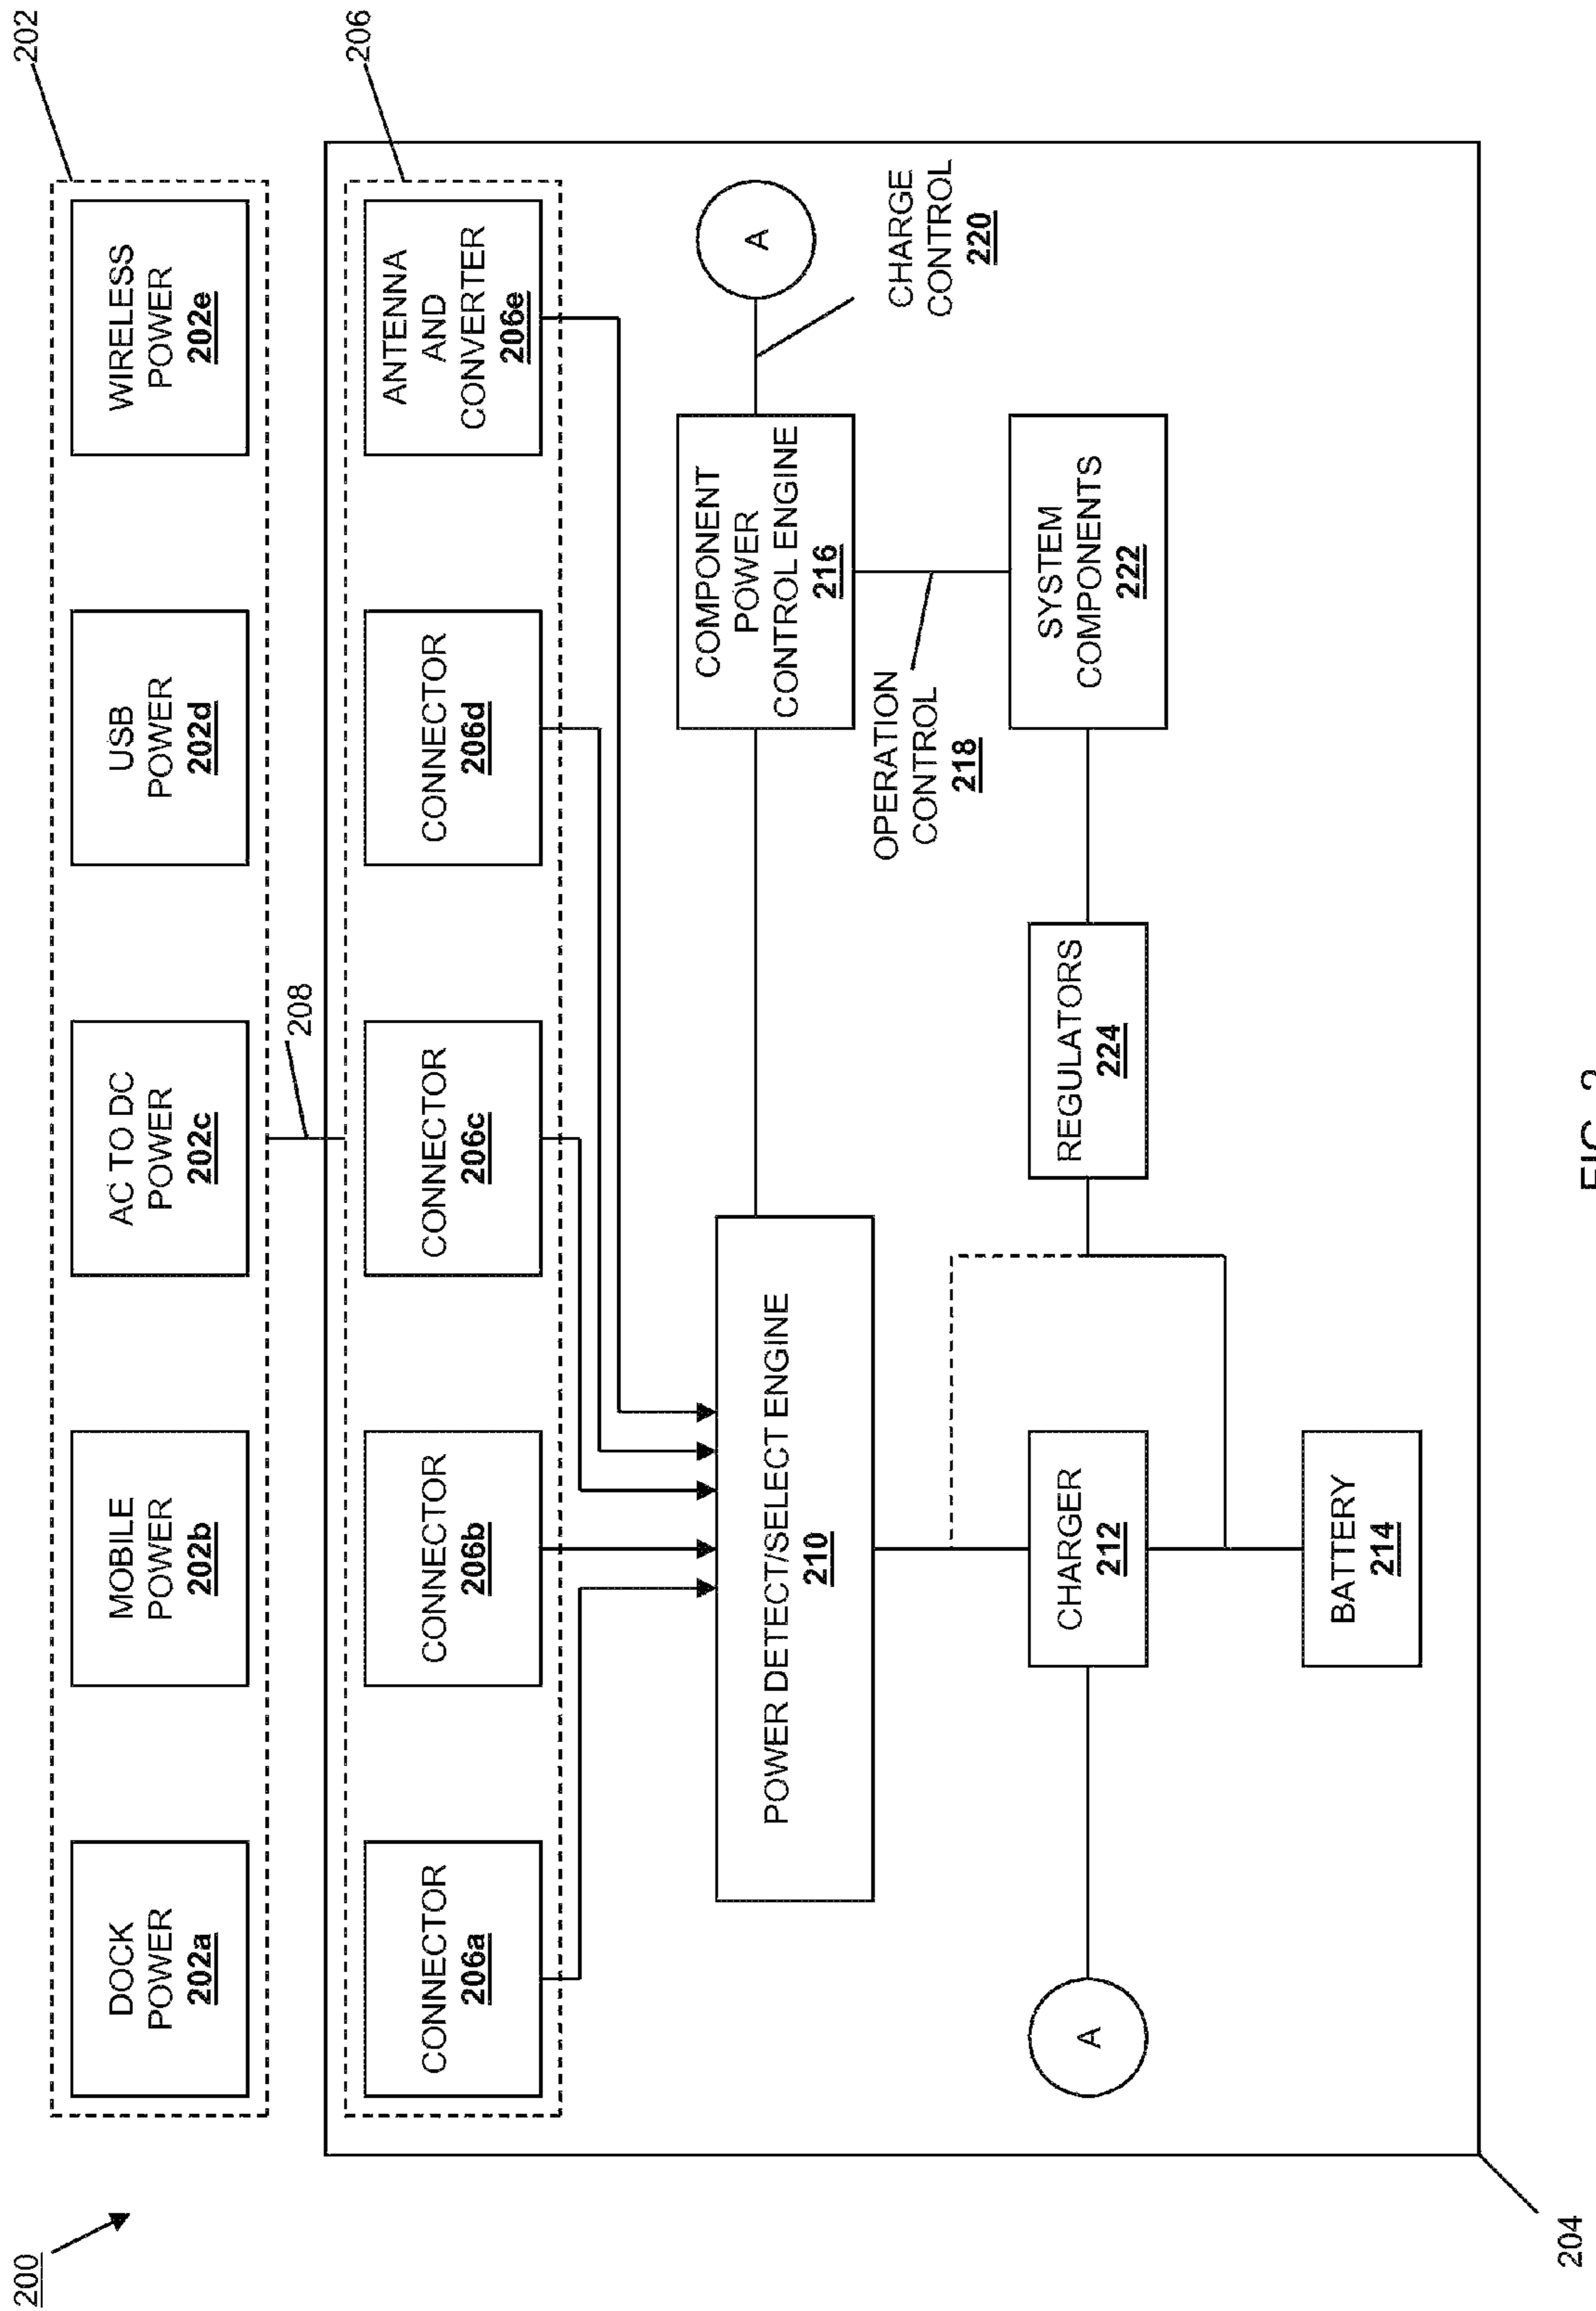 200
202
DOCK
POWER
202a
MOBILE
POWER
202b
AC TO DC
POWER
202c
USB
POWER
202d
WIRELESS
POWER
202e
208
206
CONNECTOR
206a
CONNECTOR
206b
CONNECTOR
206c
CONNECTOR
206d
ANTENNA
AND
CONVERTER
206e
POWER DETECT/SELECT ENGINE
210
COMPONENT
POWER
CONTROL ENGINE
216
A
CHARGE
CONTROL
220
OPERATION
CONTROL
218
A
CHARGER
212
REGULATORS
224
SYSTEM
COMPONENTS
222
BATTERY
214
204